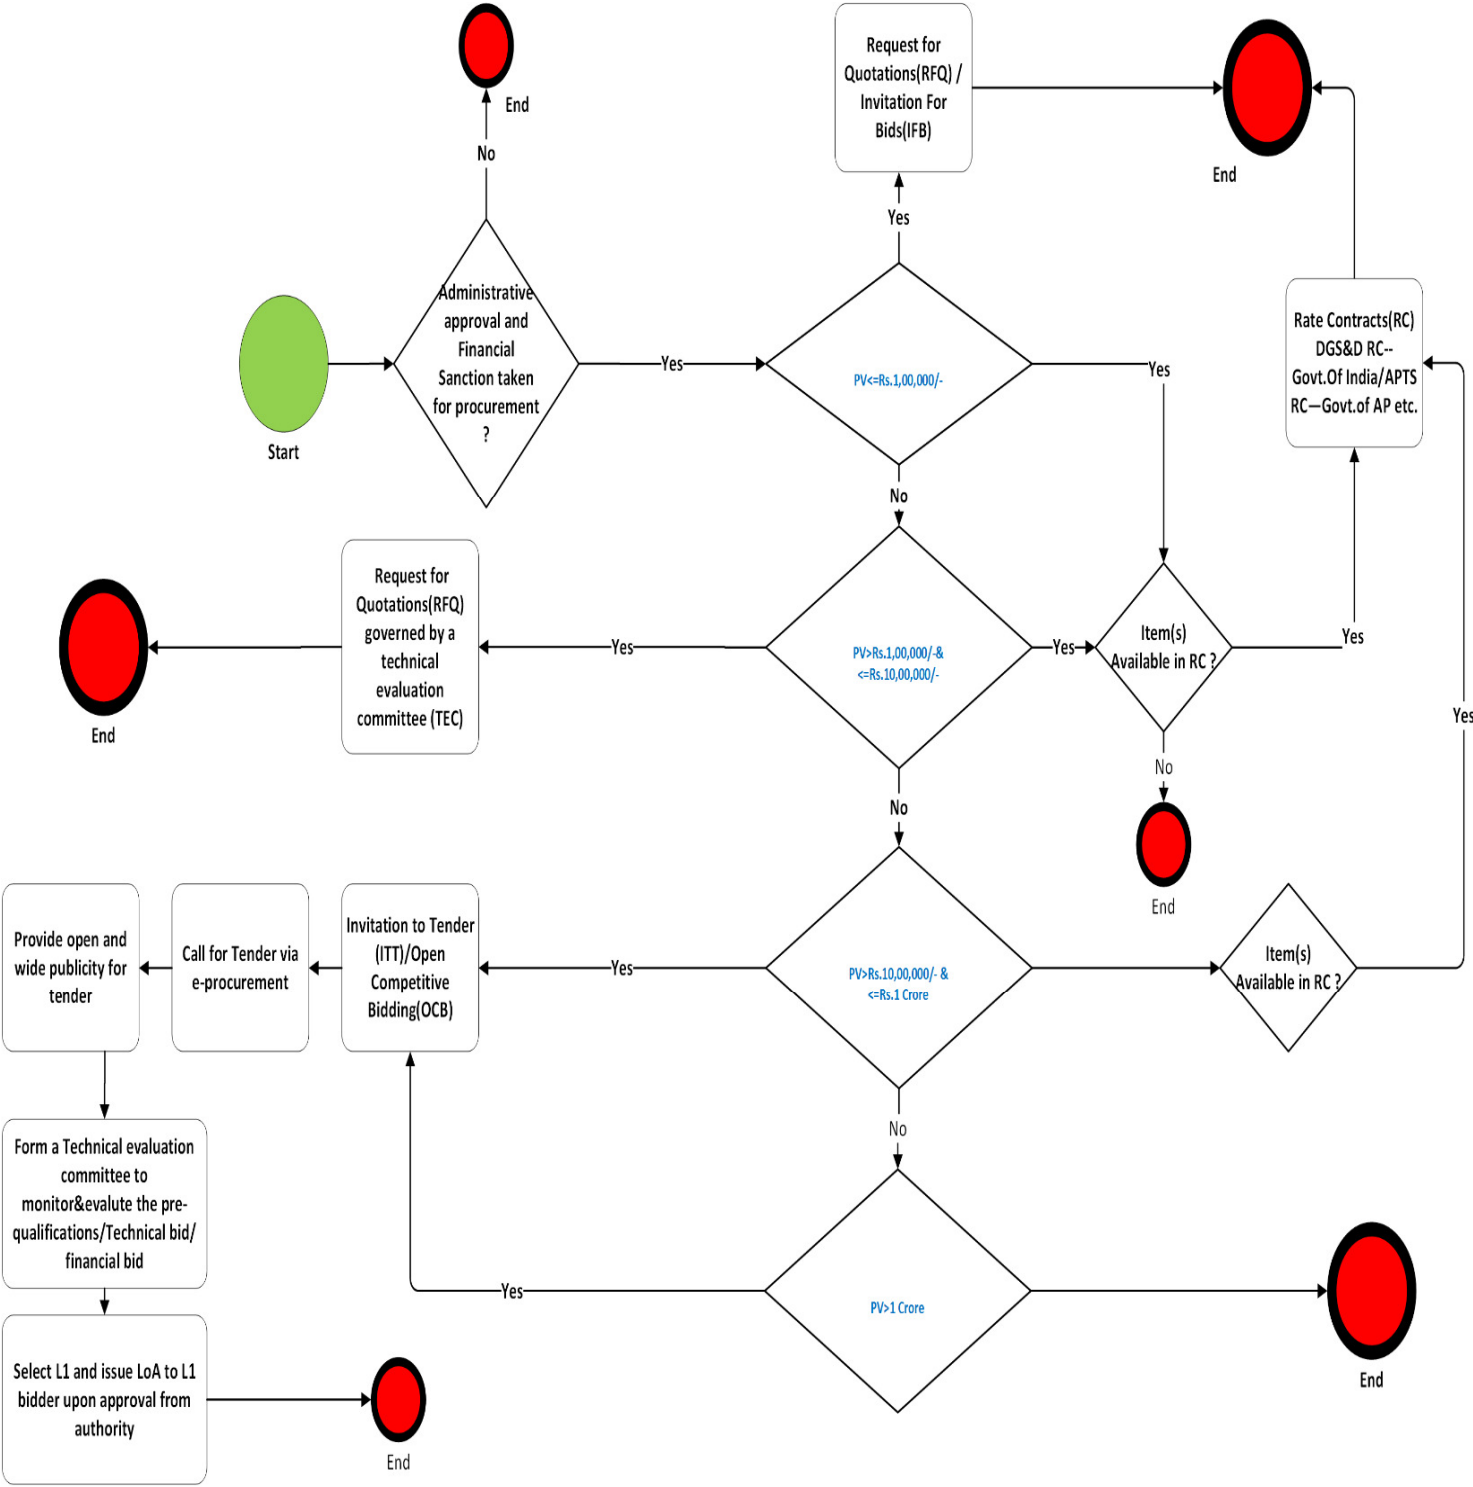 End
No
Administrative
approval and
Financial
Sanction taken
for procurement
?
Start
Yes
Request for
Quotations(RFQ) /
Invitation For
Bids(IFB)
Yes
End
PV<=Rs.1,00,000/-
Yes
Rate Contracts(RC)
DGS&D RC--
Govt.Of India/APTS
RC—Govt.of AP etc.
No
Request for
Quotations(RFQ)
governed by a
technical
evaluation
committee (TEC)
End
Yes
PV>Rs.1,00,000/-&
<=Rs.10,00,000/-
Yes
Item(s)
Available in RC ?
Yes
Yes
No
End
No
Provide open and
wide publicity for
tender
Call for Tender via
e-procurement
Invitation to Tender
(ITT)/Open
Competitive
Bidding(OCB)
Yes
PV>Rs.10,00,000/- &
<=Rs.1 Crore
Item(s)
Available in RC ?
No
Form a Technical evaluation
committee to
monitor&evalute the pre-
qualifications/Technical bid/
financial bid
Yes
PV>1 Crore
End
Select L1 and issue LoA to L1
bidder upon approval from
authority
End